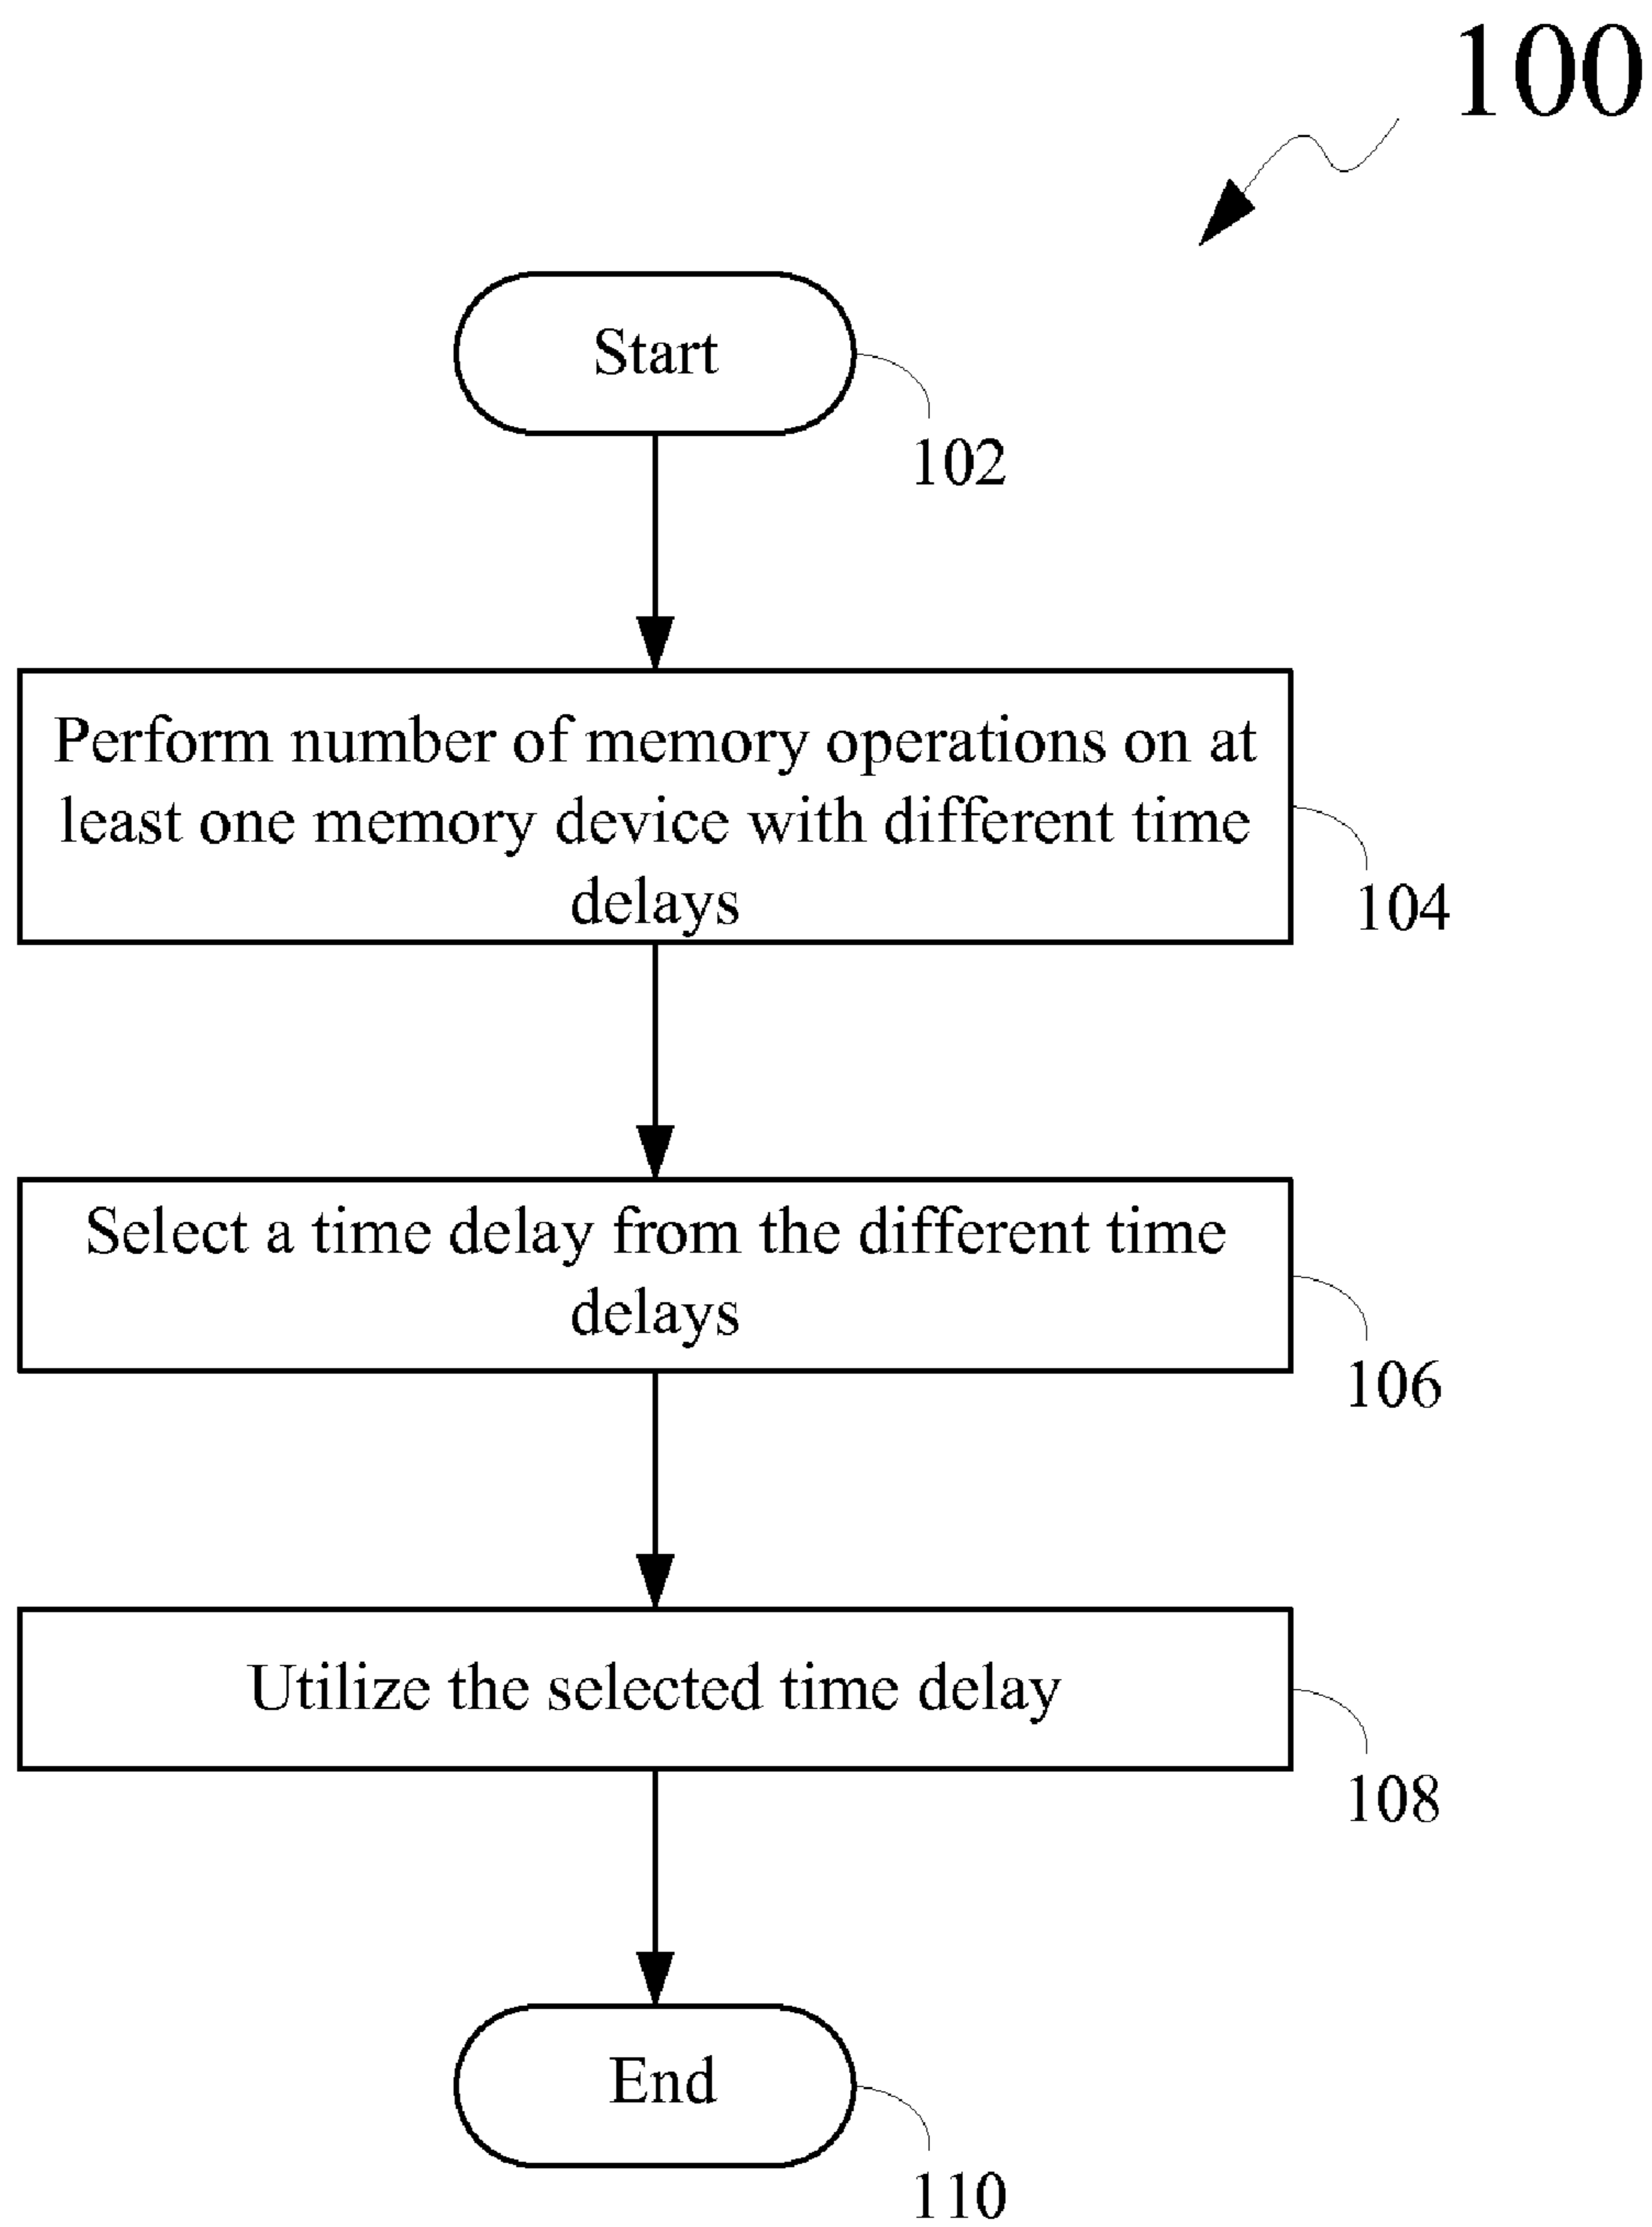 100
Start
102
Perform number of memory operations on at
least one memory device with different time
delays
104
Select a time delay from the different time
delays
106
Utilize the selected time delay
108
End
110